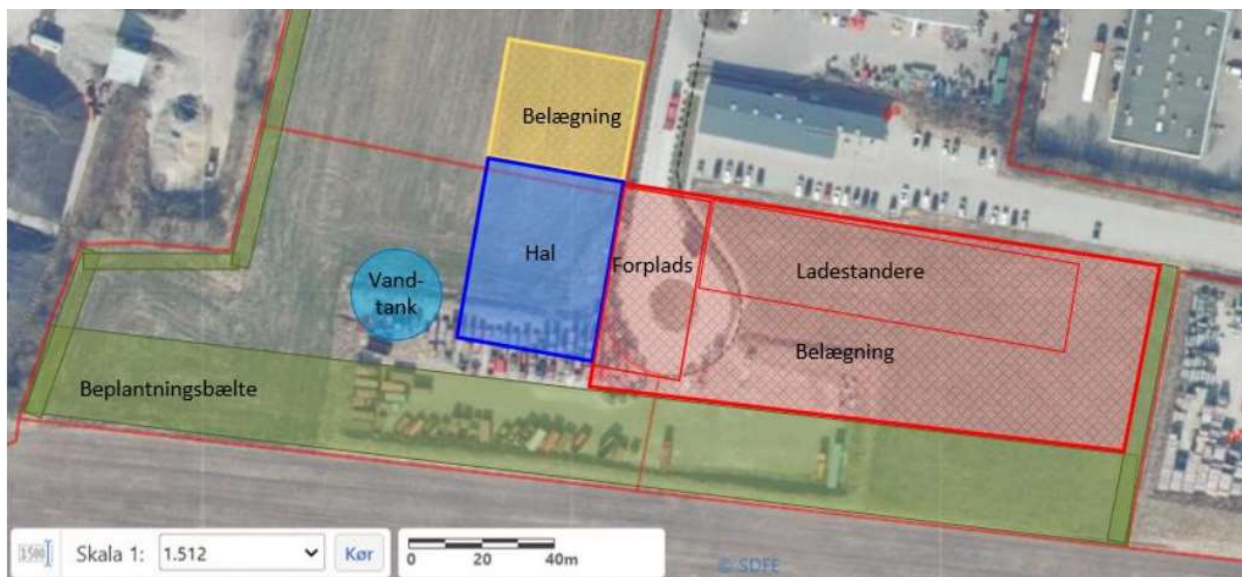 Belægning
Hal
Forplads
Ladestandere
Vand-
tank
Belægning
Beplantningsbælte
Skala 1:
1.512
Kør
0
20
40m
© SDFE